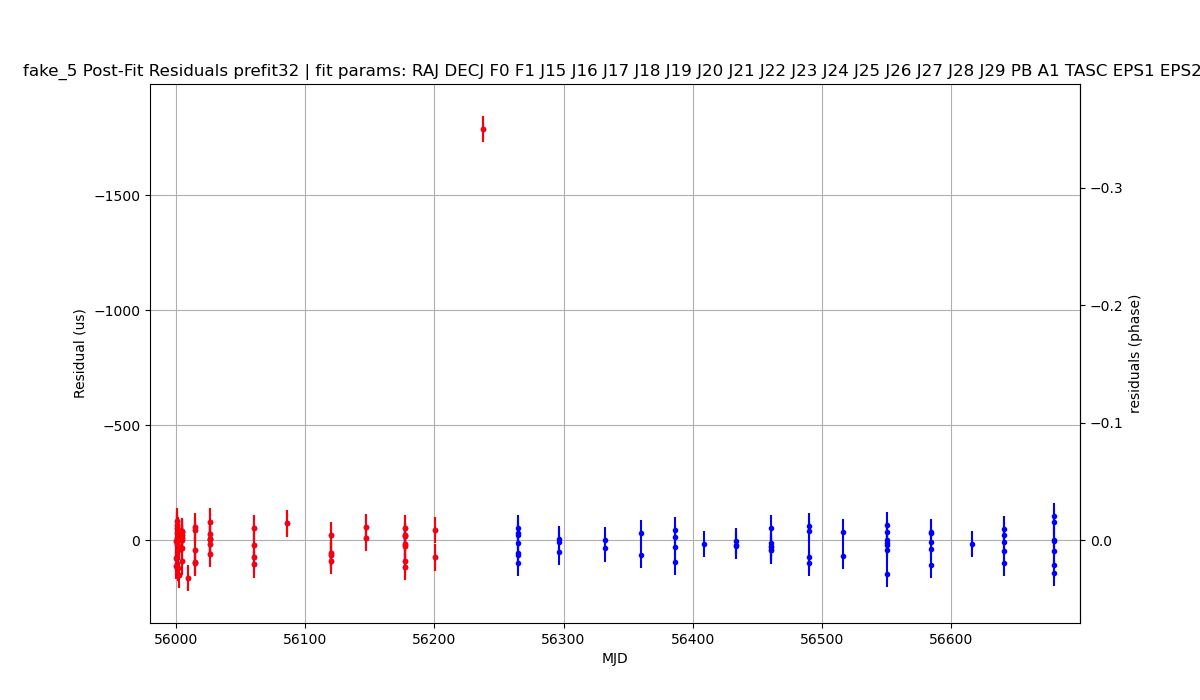 fake_5 Post-Fit Residuals prefit32 | fit params: RAJ DECJ F0 F1 J15 J16 J17 J18 J19 J20 J21 J22 J23 J24 J25 J26 J27 J28 J29 PB A1 TASC EPS1 EPS2
−1500
−1000
−500
0
Residual (us)
−0.3
−0.2
−0.1
0.0
residuals (phase)
56000 56100 56200 56300 56400 56500 56600
MJD